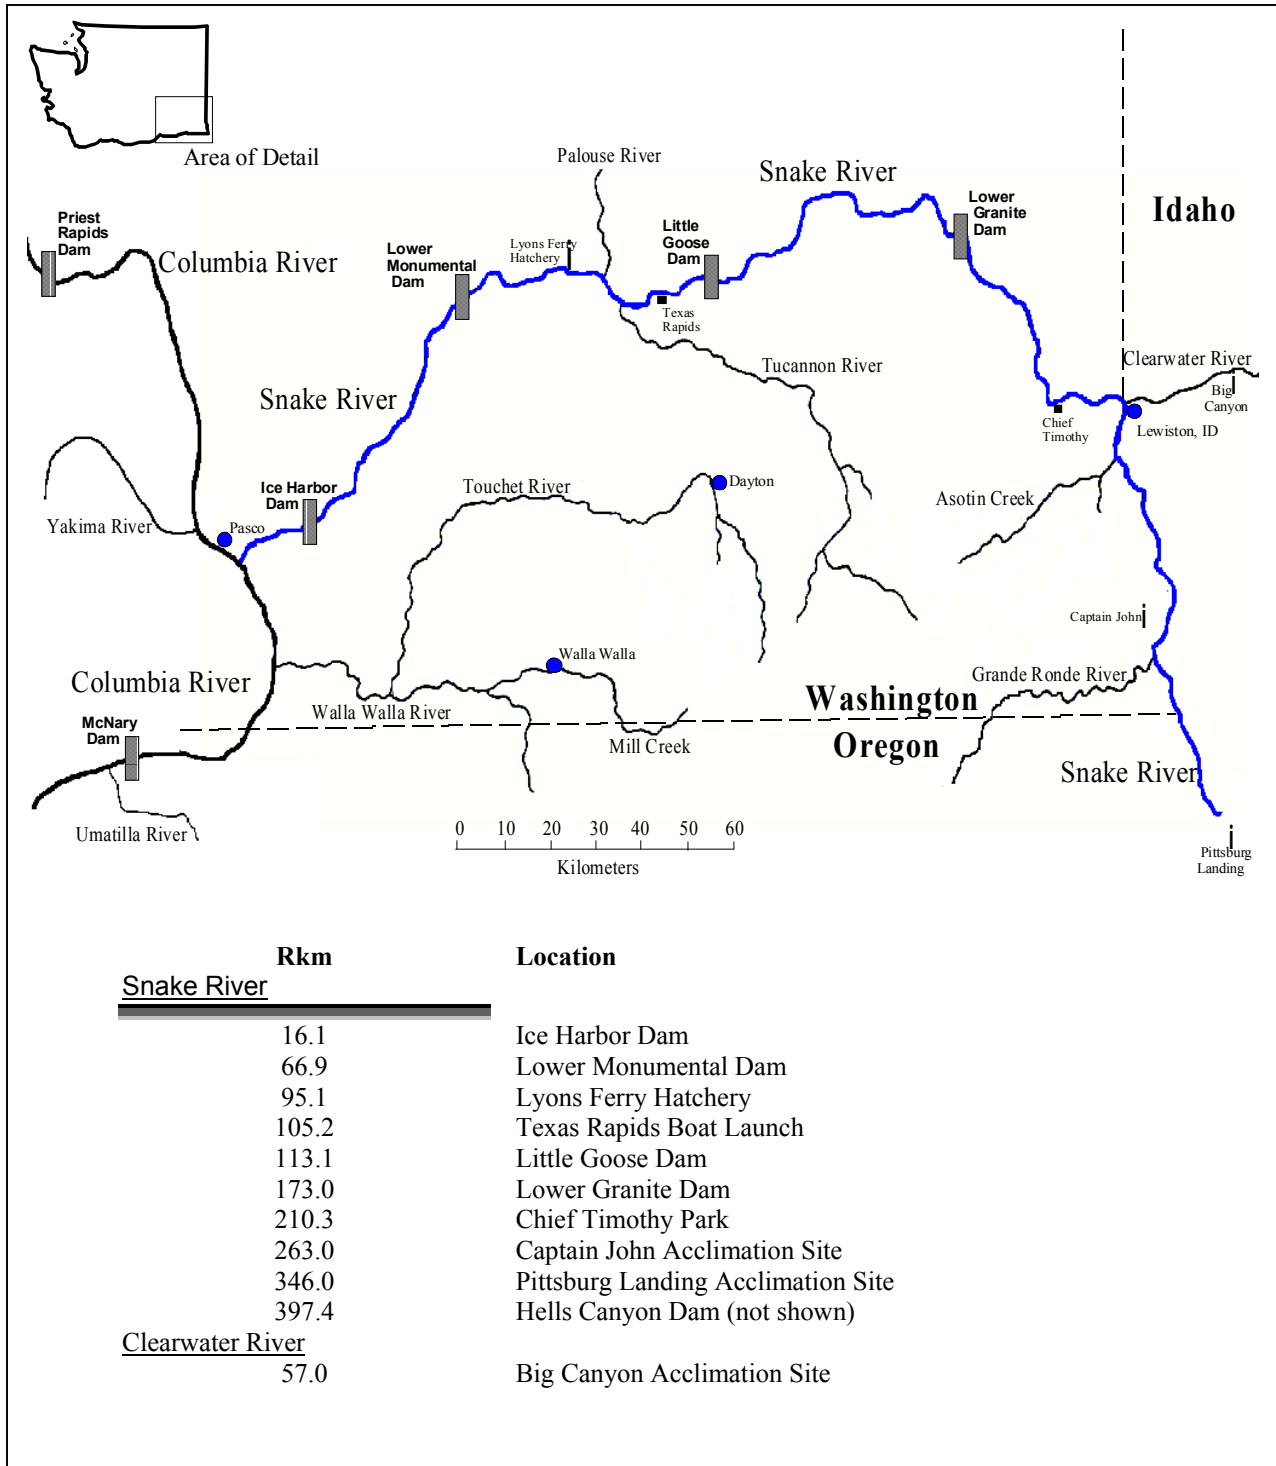 Area of Detail
Palouse River
Snake River
Idaho
Priest
Rapids
Dam
Columbia River
Lower
Monumental
Dam
Lyons Ferry
Hatchery
Little
Goose
Dam
Lower
Granite
Dam
Texas
Rapids
Tucannon River
Clearwater River
Big
Canyon
Snake River
Chief
Timothy
Lewiston, ID
Ice Harbor
Dam
Touchet River
Dayton
Asotin Creek
Yakima River
Pasco
Captain John
Walla Walla
Columbia River
Grande Ronde River
Walla Walla River
Washington
McNary
Dam
Mill Creek
Oregon
Snake River
Umatilla River
0 10 20 30 40 50 60
Kilometers
Pittsburg
Landing
Rkm Location
Snake River
16.1 Ice Harbor Dam
66.9 Lower Monumental Dam
95.1 Lyons Ferry Hatchery
105.2 Texas Rapids Boat Launch
113.1 Little Goose Dam
173.0 Lower Granite Dam
210.3 Chief Timothy Park
263.0 Captain John Acclimation Site
346.0 Pittsburg Landing Acclimation Site
397.4 Hells Canyon Dam (not shown)
Clearwater River
57.0 Big Canyon Acclimation Site